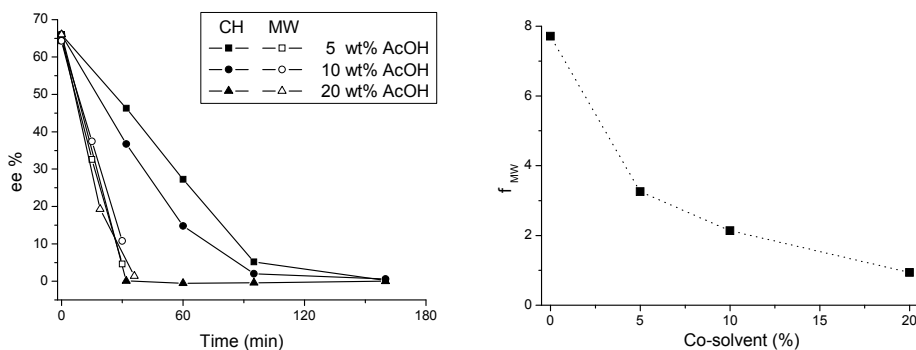 CH MW
5 wt% AcOH
10 wt% AcOH
20 wt% AcOH
70
65
60
50
40
30
20
10
5
0
ee %
0 60 120 180
Time (min)
8
6
4
2
0
f MW
0 5 10 15 20
Co-solvent (%)